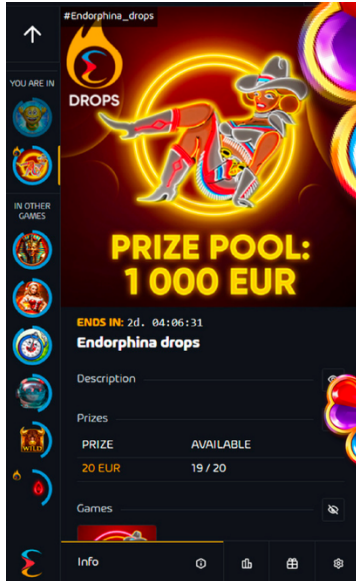 #Endorphina_drops
DROPS
YOU ARE IN
IN OTHER
GAMES
WILD
PRIZE POOL:
1 000 EUR
ENDS IN: 2d. 04:06:31
Endorphina drops
Description
Prizes
PRIZE AVAILABLE
20 EUR 19 / 20
Games
Info